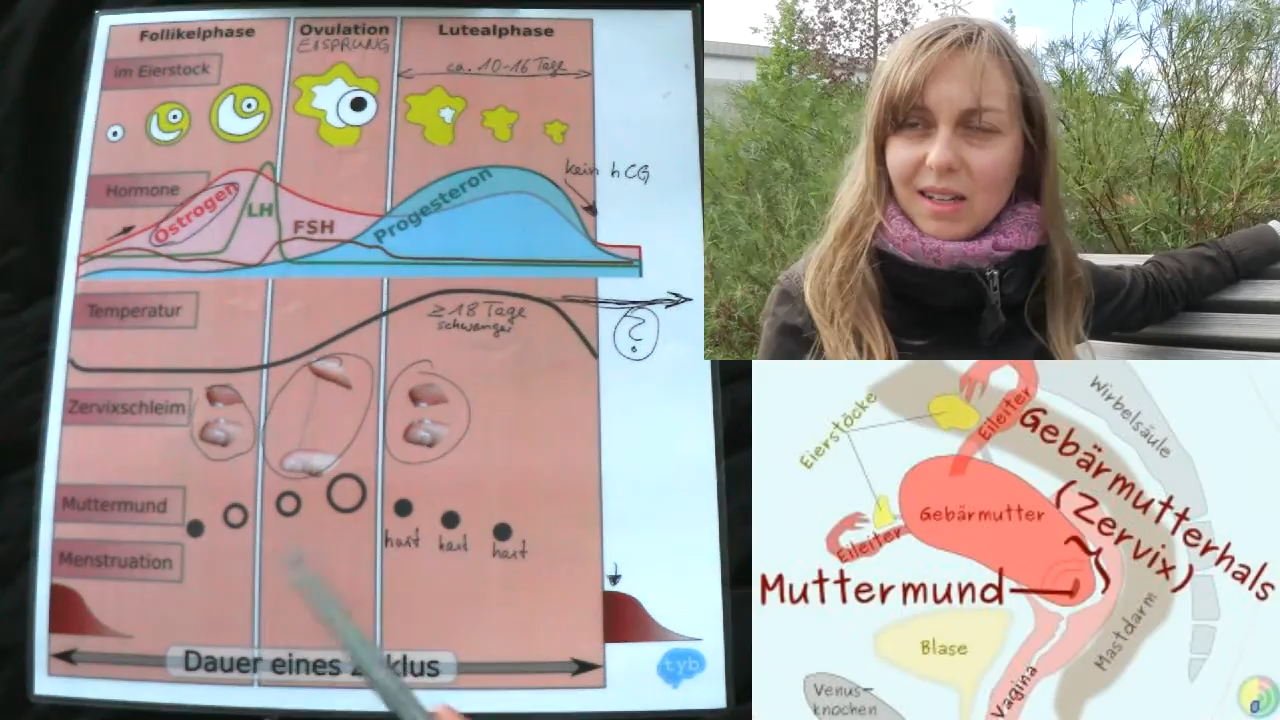 Follikelphase
Ovulation
EISPRUNG
Lutealphase
im Eierstock
ca. 10-16 Tage
Hormone
Östrogen
LH
FSH
Progesteron
kein hCG
Temperatur
≥18 Tage
schwanger
?
Zervixschleim
Muttermund
hart
hart
hart
Menstruation
Dauer eines Z klus
tyb
Eierstöcke
Eileiter
Wirbelsäule
Gebärmutterhals
(Zervix)
Gebärmutter
Eileiter
Muttermund
Blase
Mastdarm
Vagina
Venus-
knochen